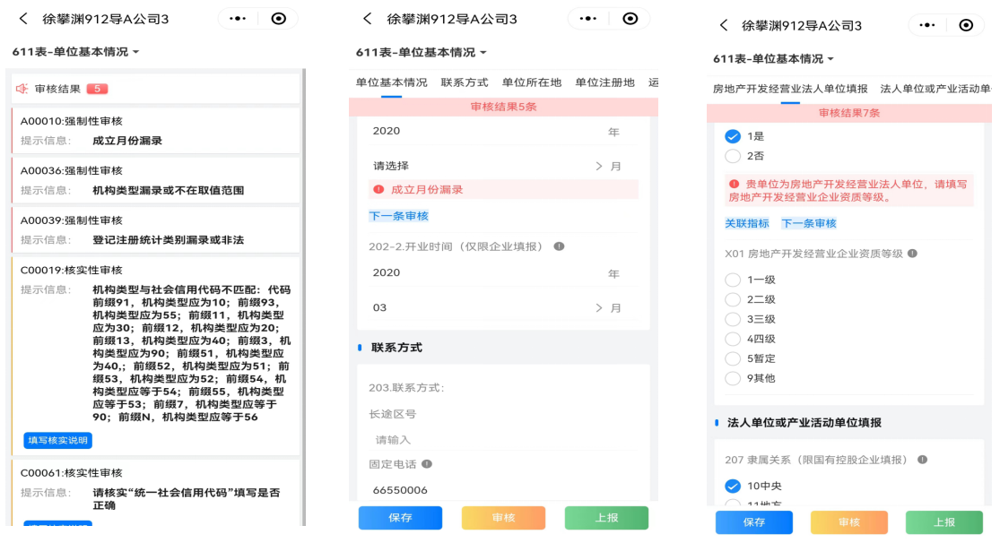 徐攀渊912导A公司3
611表-单位基本情况
审核结果 5
A00010:强制性审核
提示信息: 成立月份漏录
A00036:强制性审核
提示信息: 机构类型漏录或不在取值范围
A00039:强制性审核
提示信息: 登记注册统计类别漏录或非法
C00019:核实性审核
提示信息: 机构类型与社会信用代码不匹配：代码
前缀91，机构类型应为10；前缀93，
机构类型应为55；前缀11，机构类型
应为30；前缀12，机构类型应为20；
前缀13，机构类型应为40；前缀3，机
构类型应为90；前缀51，机构类型应
为40,；前缀52，机构类型应为51；前
缀53，机构类型应为52；前缀54，机
构类型应等于54；前缀55，机构类型
应等于53；前缀7，机构类型应等于
90；前缀N，机构类型应等于56
填写核实说明
C00061:核实性审核
提示信息: 请核实“统一社会信用代码”填写是否
正确
徐攀渊912导A公司3
611表-单位基本情况
单位基本情况 联系方式 单位所在地 单位注册地 运
审核结果5条
2020 年
请选择 > 月
成立月份漏录
下一条审核
202-2.开业时间（仅限企业填报）
2020 年
03 > 月
联系方式
203.联系方式:
长途区号
请输入
固定电话
66550006
保存 审核 上报
徐攀渊912导A公司3
611表-单位基本情况
房地产开发经营业法人单位填报 法人单位或产业活动单
审核结果7条
1是
2否
贵单位为房地产开发经营业法人单位，请填写
房地产开发经营业企业资质等级。
关联指标 下一条审核
X01 房地产开发经营业企业资质等级
1一级
2二级
3三级
4四级
5暂定
9其他
法人单位或产业活动单位填报
207 隶属关系（限国有控股企业填报）
10中央
11地方
保存 审核 上报